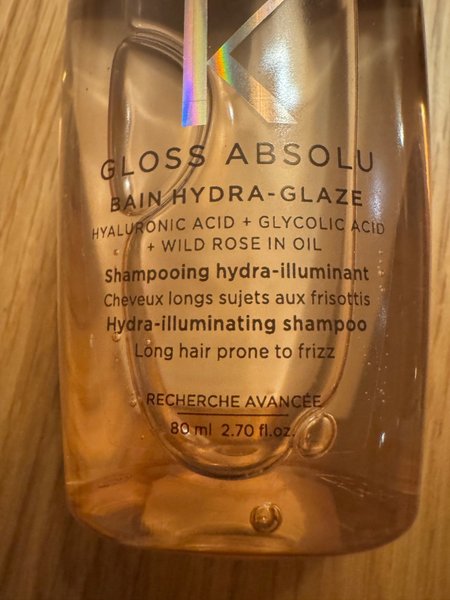 K
GLOSS ABSOLU
BAIN HYDRA-GLAZE
HYALURONIC ACID + GLYCOLIC ACID
+ WILD ROSE IN OIL
Shampooing hydra-illuminant
Cheveux longs sujets aux frisottis
Hydra-illuminating shampoo
Long hair prone to frizz
RECHERCHE AVANCÉE
80 ml 2.70 fl.oz.